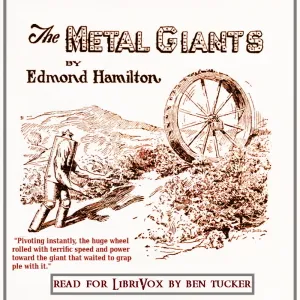 The METAL GIANTS
BY
Edmond Hamilton
"Pivoting instantly, the huge wheel
rolled with terrific speed and power
toward the giant that waited to grap
ple with it."
READ FOR LIBRIVOX BY BEN TUCKER